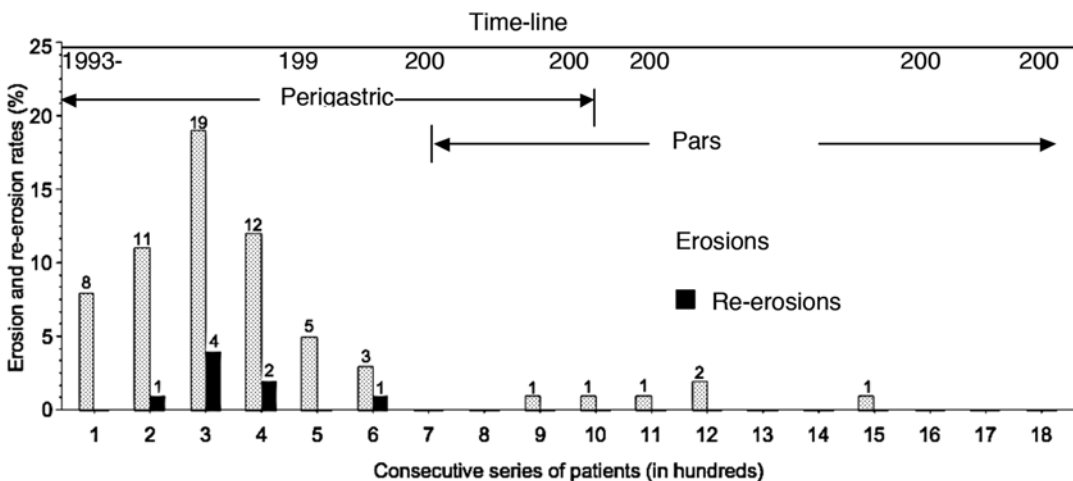 Time-line
1993- 199 200 200 200 200 200
Perigastric
Pars
Erosion and re-erosion rates (%)
25
20
15
10
5
0
8
11 1
19 4
12 2
5
3 1
1
1
1
2
1
Erosions
Re-erosions
1 2 3 4 5 6 7 8 9 10 11 12 13 14 15 16 17 18
Consecutive series of patients (in hundreds)